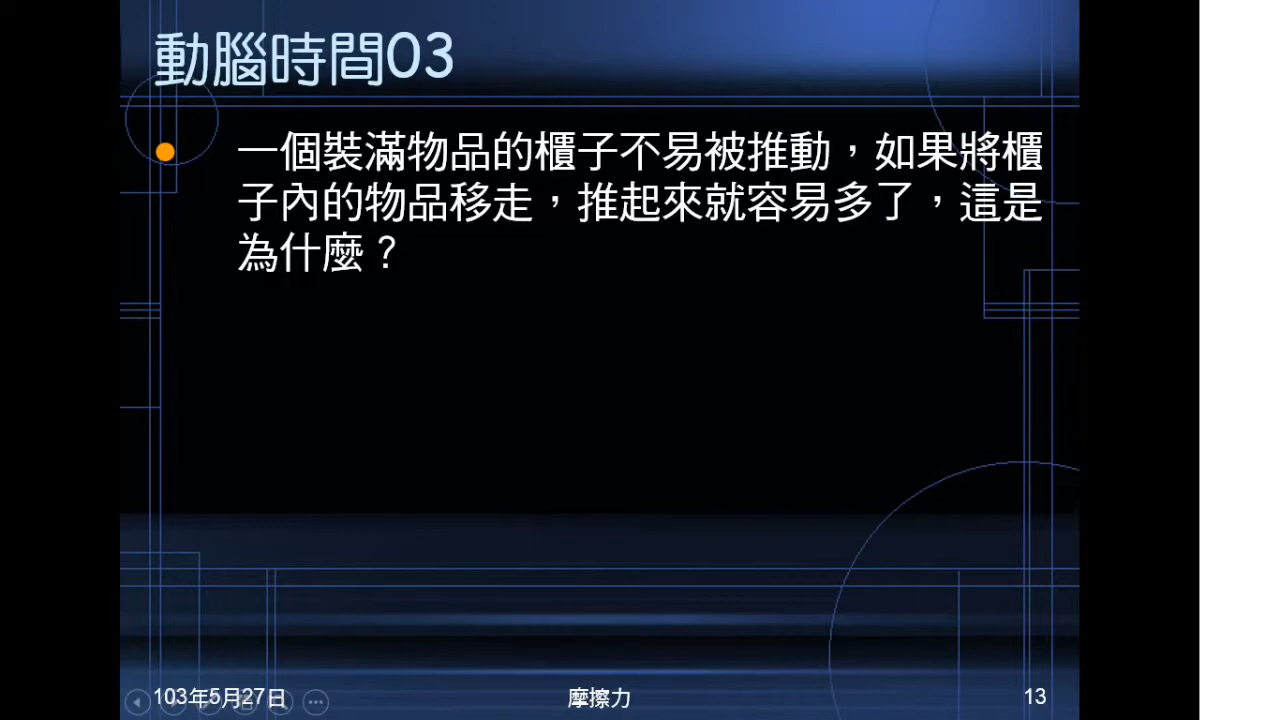 動腦時間03
一個裝滿物品的櫃子不易被推動，如果將櫃
子內的物品移走，推起來就容易多了，這是
為什麼？
103年5月27日
摩擦力
13